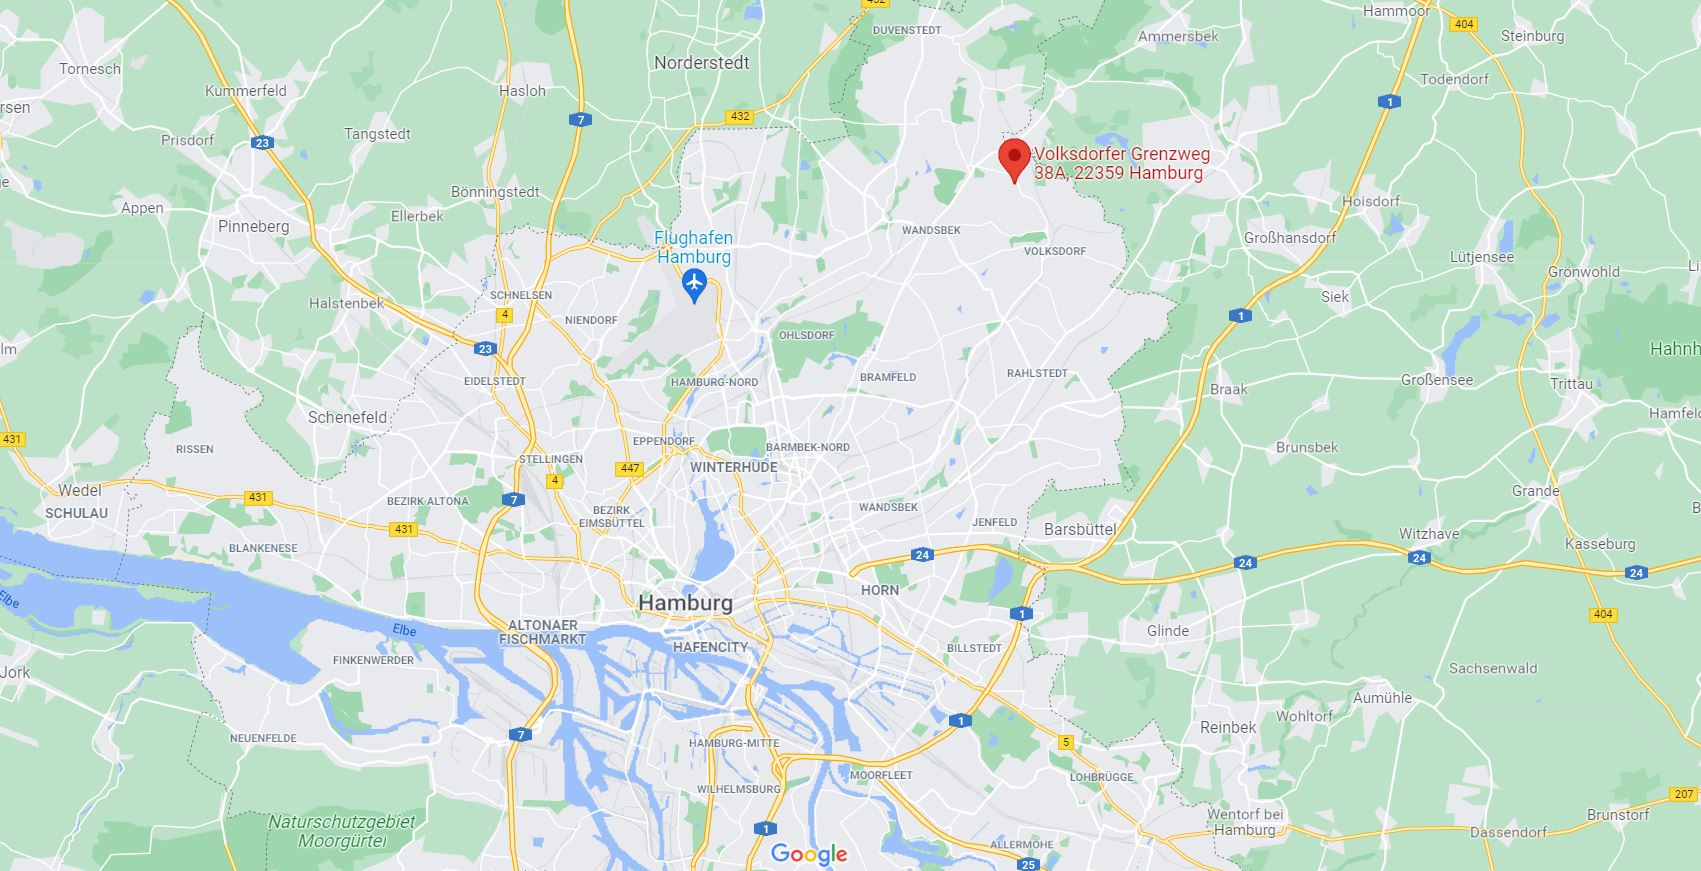 432
DUVENSTEDT
Hammoor
404
Steinburg
Ammersbek
Norderstedt
Tornesch
Todendorf
Kummerfeld
Hasloh
1
rsen
7
432
Tangstedt
Prisdorf
23
Volksdorfer Grenzweg
38A, 22359 Hamburg
Bönningstedt
Appen
Ellerbek
Hoisdorf
Pinneberg
WANDSBEK
Flughafen
Hamburg
Großhansdorf
VOLKSDORF
Lütjensee
Grönwohld
Li
SCHNELSEN
Halstenbek
Siek
4
NIENDORF
1
OHLSDORF
lm
23
Hahnh
EIDELSTEDT
HAMBURG-NORD
BRAMFELD
RAHLSTEDT
Großensee
Trittau
Braak
Schenefeld
Hamfeld
431
RISSEN
EPPENDORF
BARMBEK-NORD
Brunsbek
STELLINGEN
447
WINTERHUDE
4
Wedel
SCHULAU
431
BEZIRK ALTONA
7
Grande
BEZIRK
EIMSBÜTTEL
WANDSBEK
B
JENFELD
Barsbüttel
431
Witzhave
BLANKENESE
24
24
24
Kasseburg
24
Elbe
HORN
Hamburg
1
404
ALTONAER
FISCHMARKT
Elbe
Glinde
HAFENCITY
BILLSTEDT
FINKENWERDER
Jork
Sachsenwald
Aumühle
Wohltorf
1
Reinbek
7
NEUENFELDE
HAMBURG-MITTE
5
MOORFLEET
LOHBRÜGGE
WILHELMSBURG
207
Naturschutzgebiet
Moorgürtel
Wentorf bei
Hamburg
Brunstorf
1
Dassendorf
Google
ALLERMÖHE
25